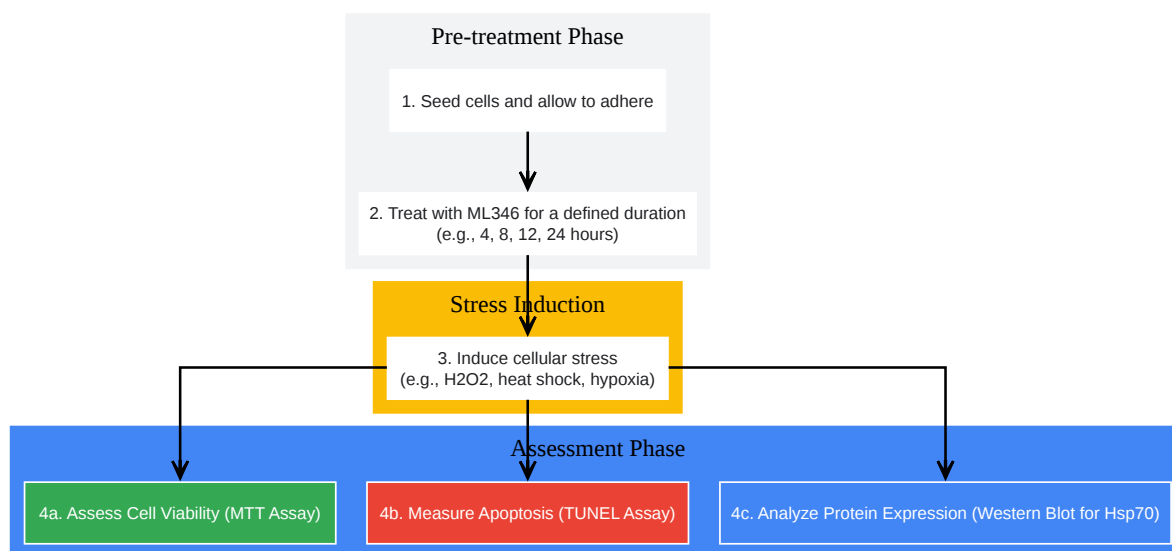 Pre-treatment Phase
1. Seed cells and allow to adhere
2. Treat with ML346 for a defined duration
(e.g., 4, 8, 12, 24 hours)
Stress Induction
3. Induce cellular stress
(e.g., H2O2, heat shock, hypoxia)
Assessment Phase
4a. Assess Cell Viability (MTT Assay)
4b. Measure Apoptosis (TUNEL Assay)
4c. Analyze Protein Expression (Western Blot for Hsp70)